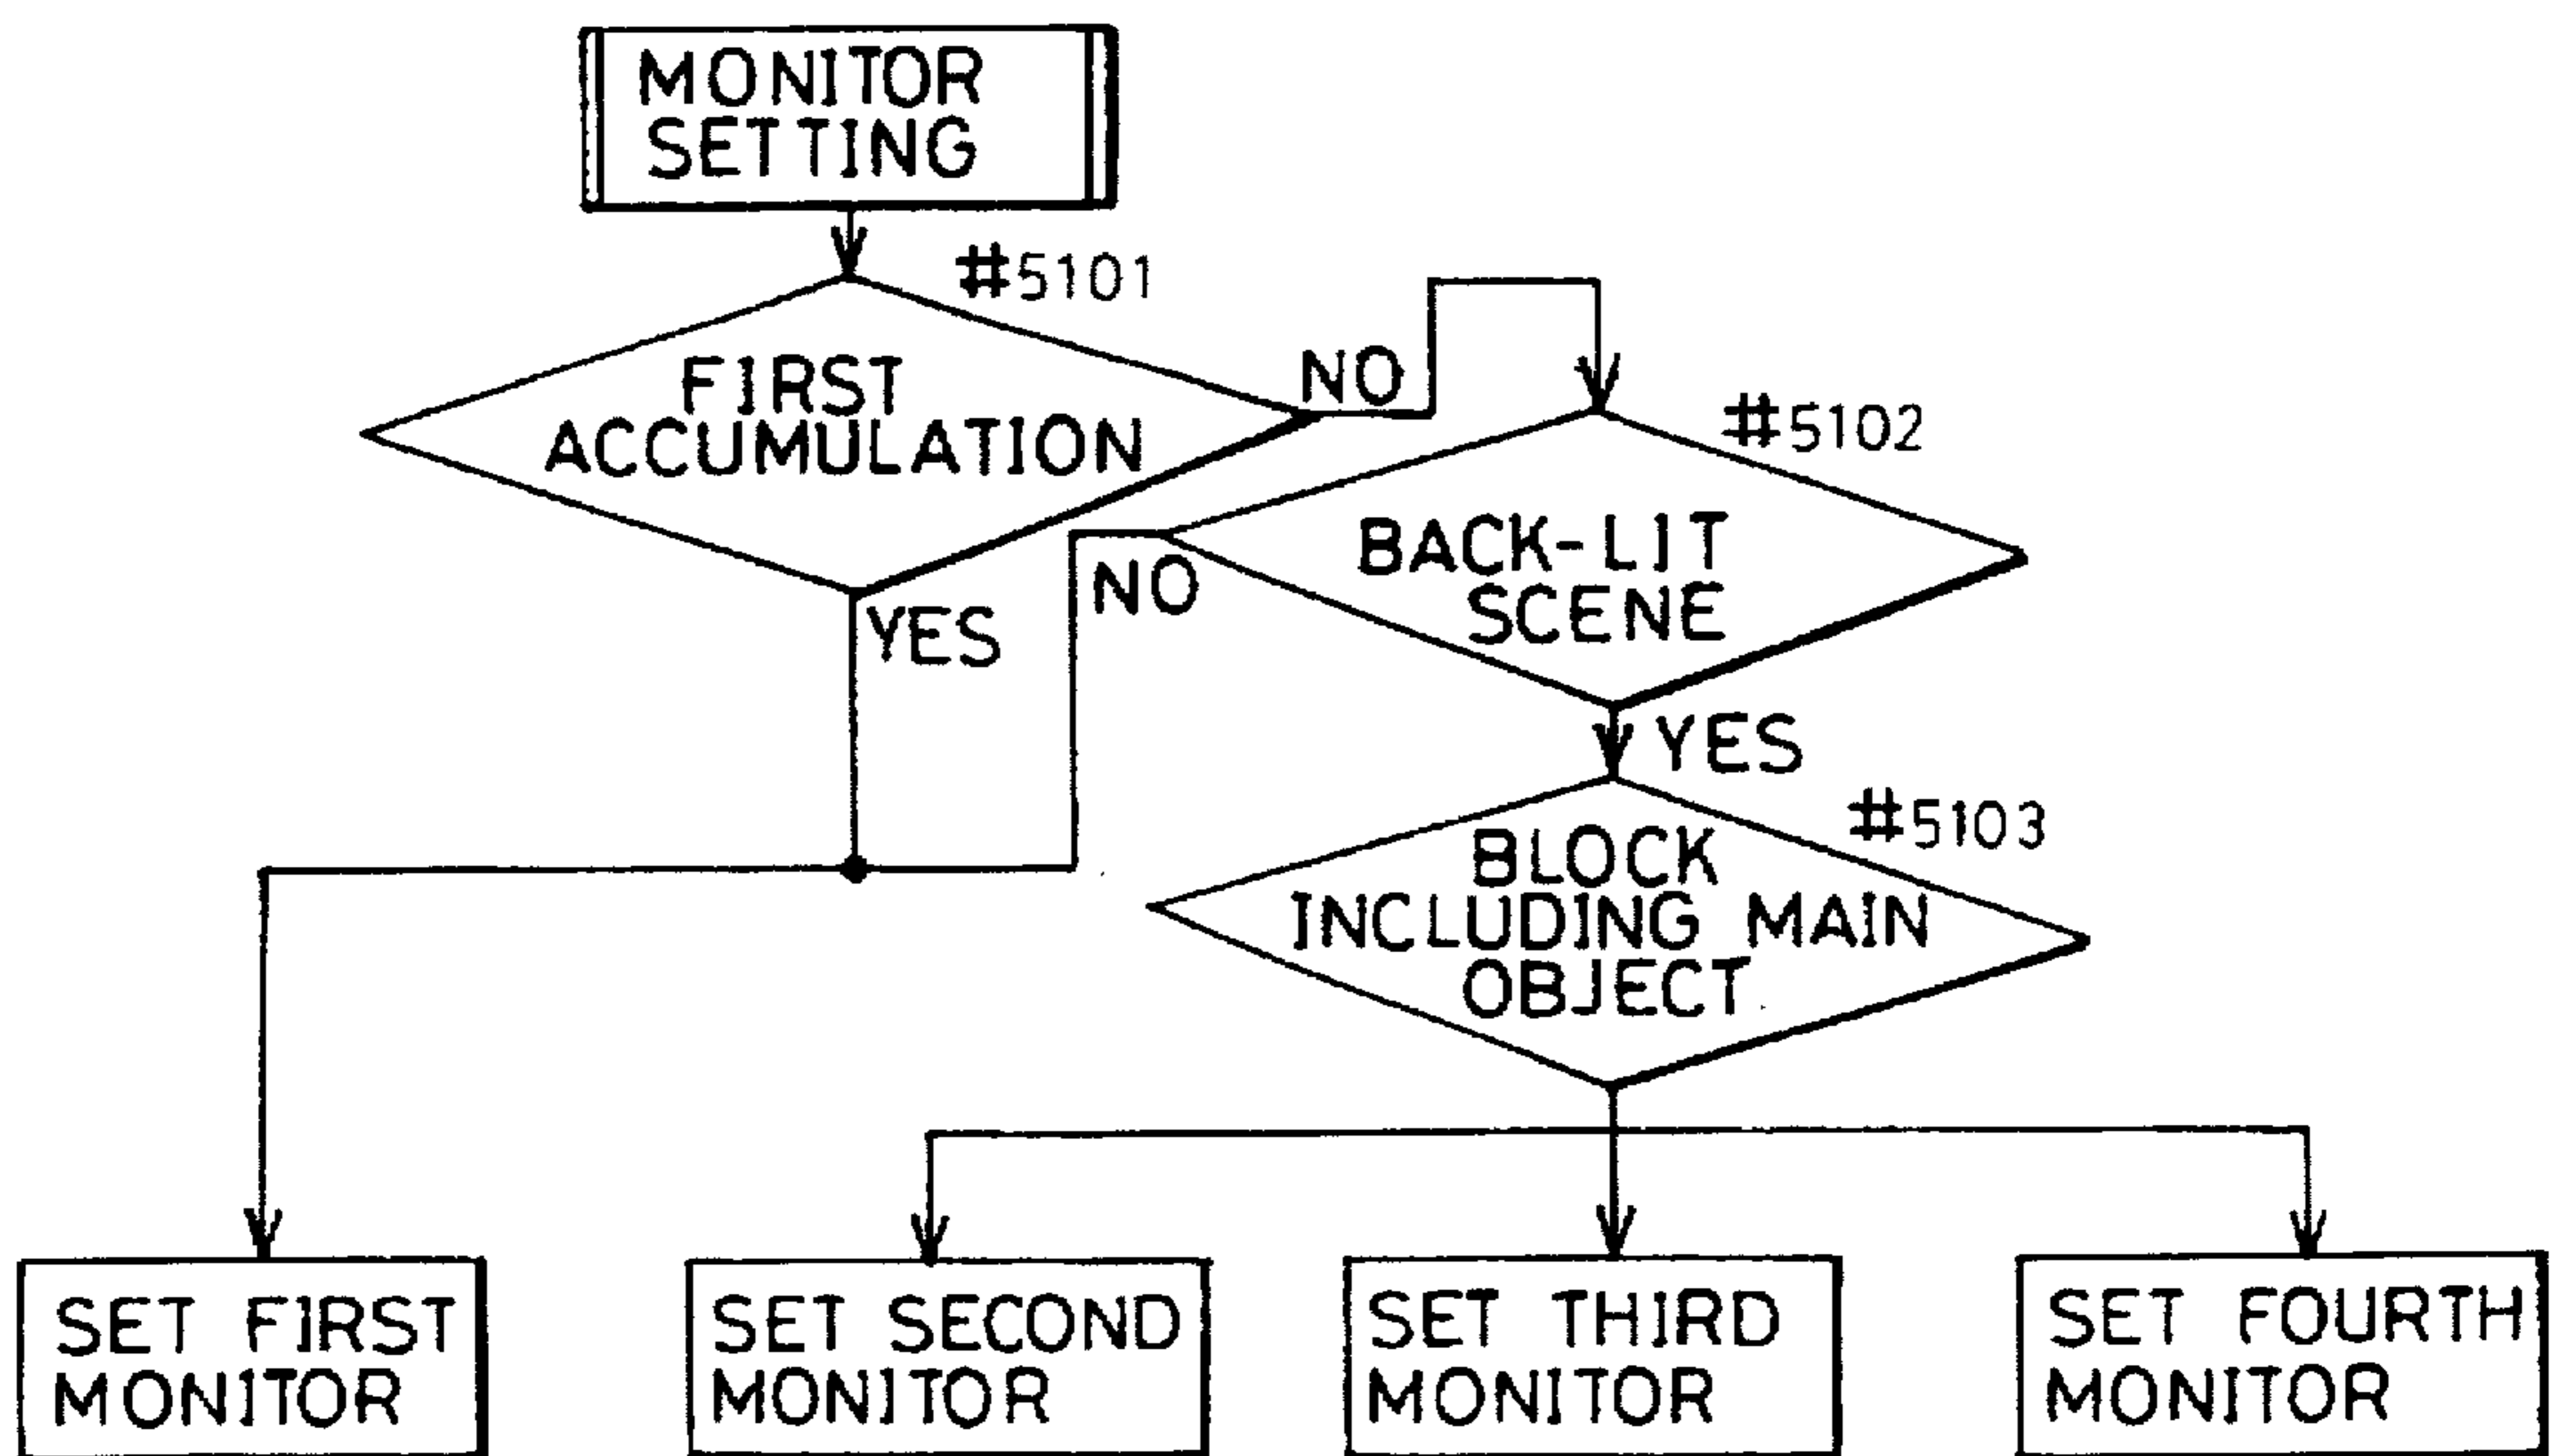 MONITOR
SETTING
#5101
FIRST
ACCUMULATION
NO
#5102
BACK-LIT
SCENE
NO
YES
YES
#5103
BLOCK
INCLUDING MAIN
OBJECT
SET FIRST
MONITOR
SET SECOND
MONITOR
SET THIRD
MONITOR
SET FOURTH
MONITOR